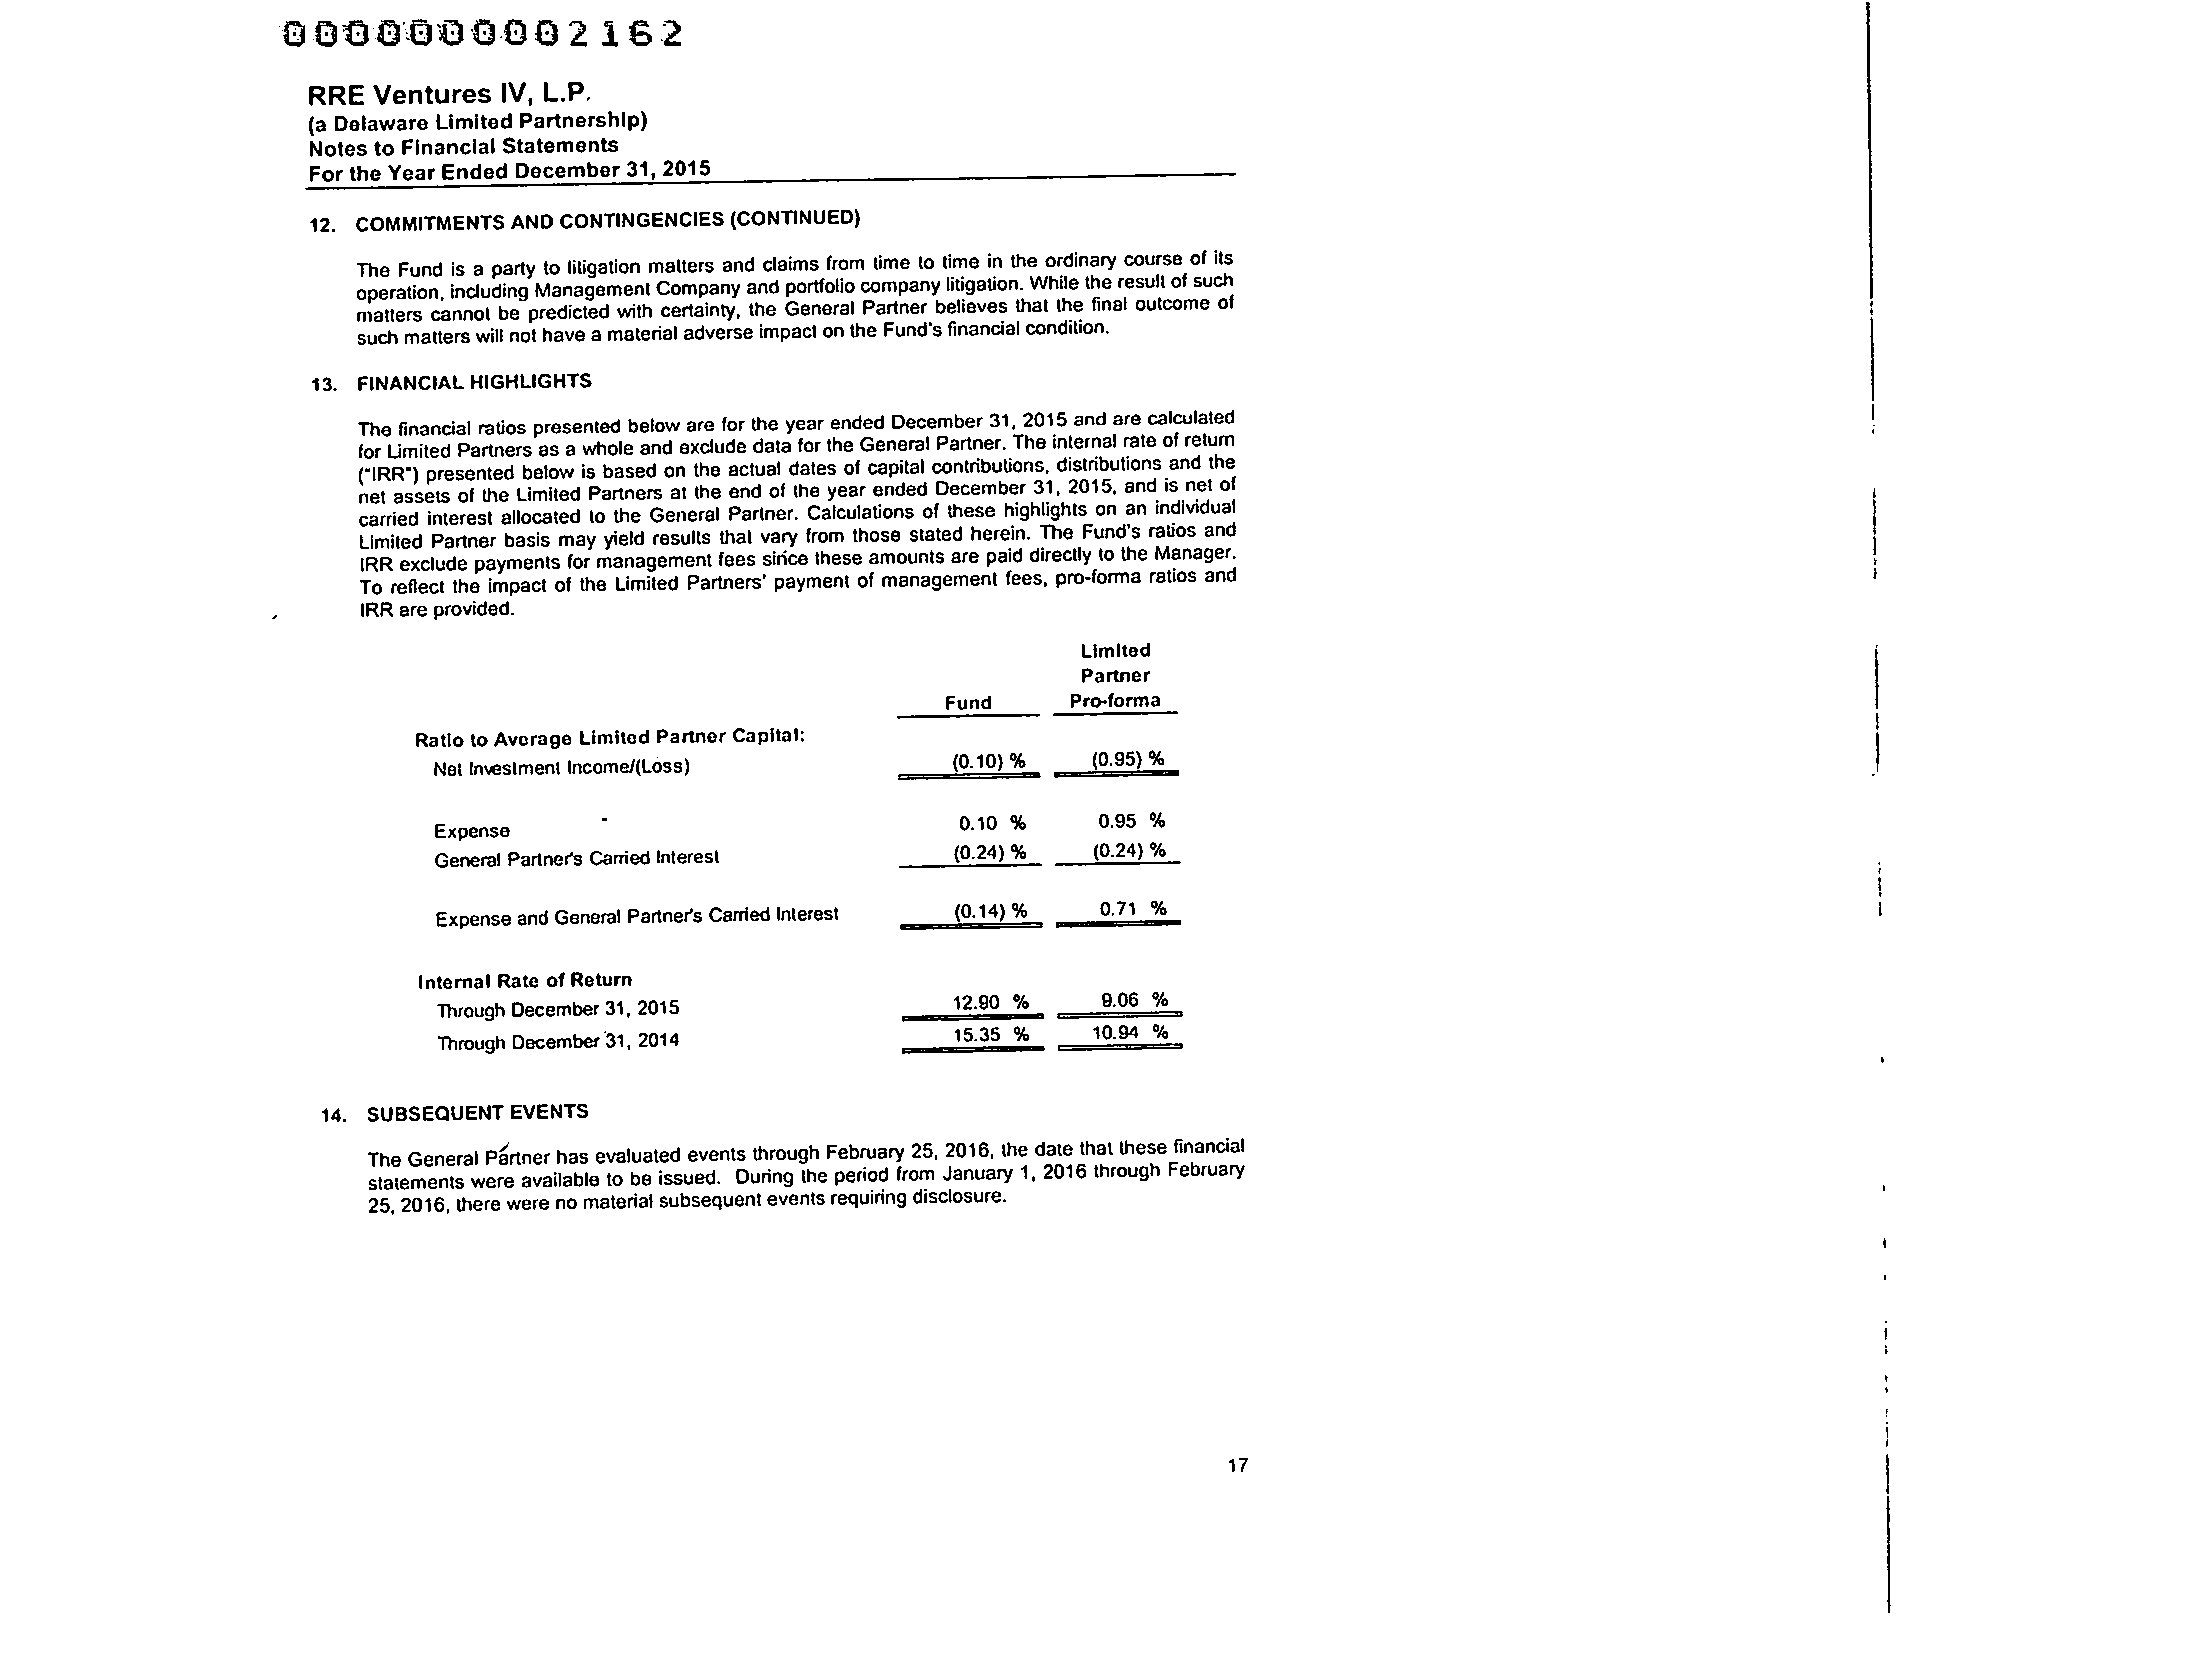 0000000002162
RRE Ventures IV, L.P.
(a Delaware Limited Partnership)
Notes to Financial Statements
For the Year Ended December 31, 2015
12. COMMITMENTS AND CONTINGENCIES (CONTINUED)
The Fund is a party to litigation matters and claims from time to time in the ordinary course of its
operation, including Management Company and portfolio company litigation. While the result of such
matters cannot be predicted with certainty, the General Partner believes that the final outcome of
such matters will not have a material adverse impact on the Fund's financial condition.
13. FINANCIAL HIGHLIGHTS
The financial ratios presented below are for the year ended December 31, 2015 and are calculated
for Limited Partners as a whole and exclude data for the General Partner. The internal rate of return
("IRR") presented below is based on the actual dates of capital contributions, distributions and the
net assets of the Limited Partners at the end of the year ended December 31, 2015, and is net of
carried interest allocated to the General Partner. Calculations of these highlights on an individual
Limited Partner basis may yield results that vary from those stated herein. The Fund's ratios and
IRR exclude payments for management fees since these amounts are paid directly to the Manager.
To reflect the impact of the Limited Partners' payment of management fees, pro-forma ratios and
IRR are provided.
Limited
Partner
Fund Pro-forma
Ratio to Average Limited Partner Capital:
Net Investment Income/(Loss) (0.10) % (0.95) %
Expense 0.10 % 0.95 %
General Partner's Carried Interest (0.24) % (0.24) %
Expense and General Partner's Carried Interest (0.14) % 0.71 %
Internal Rate of Return
Through December 31, 2015 12.90 % 9.06 %
Through December 31, 2014 15.35 % 10.94 %
14. SUBSEQUENT EVENTS
The General Partner has evaluated events through February 25, 2016, the date that these financial
statements were available to be issued. During the period from January 1, 2016 through February
25, 2016, there were no material subsequent events requiring disclosure.
17